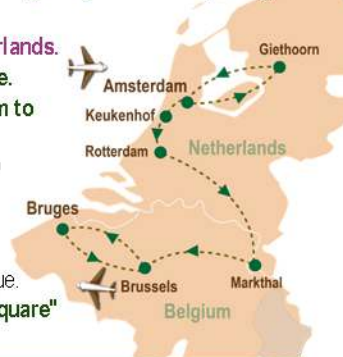 rlands.
e.
m to
ue.
quare"
Giethoorn
Amsterdam
Keukenhof
Rotterdam
Netherlands
Bruges
Brussels
Markthal
Belgium